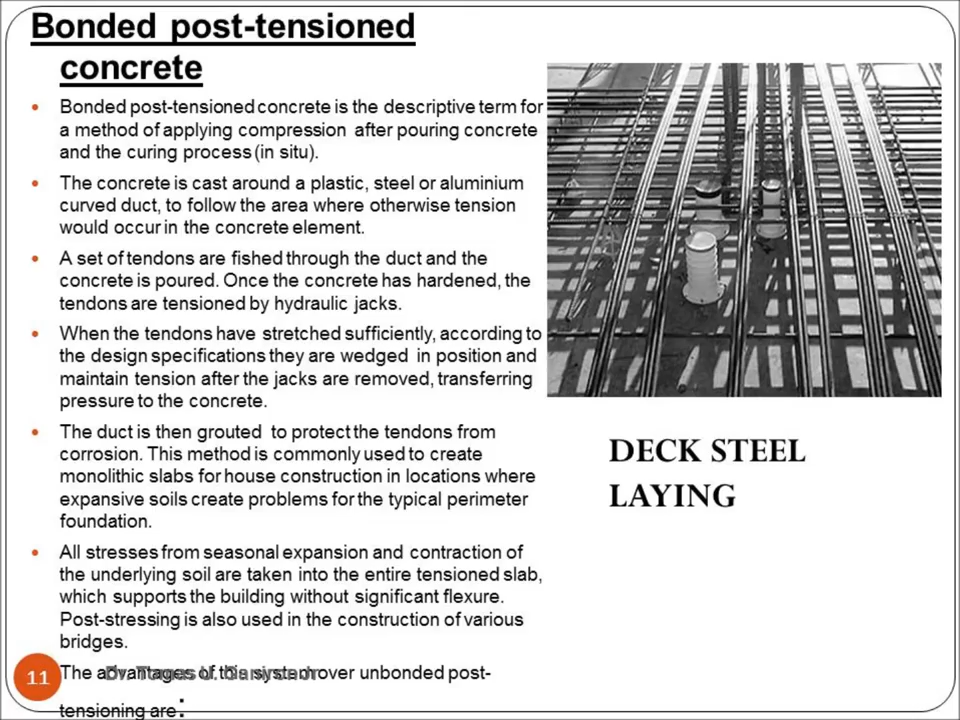 Bonded post-tensioned
concrete
• Bonded post-tensioned concrete is the descriptive term for
a method of applying compression after pouring concrete
and the curing process (in situ).
• The concrete is cast around a plastic, steel or aluminium
curved duct, to follow the area where otherwise tension
would occur in the concrete element.
• A set of tendons are fished through the duct and the
concrete is poured. Once the concrete has hardened, the
tendons are tensioned by hydraulic jacks.
• When the tendons have stretched sufficiently, according to
the design specifications they are wedged in position and
maintain tension after the jacks are removed, transferring
pressure to the concrete.
• The duct is then grouted to protect the tendons from
corrosion. This method is commonly used to create
monolithic slabs for house construction in locations where
expansive soils create problems for the typical perimeter
foundation.
• All stresses from seasonal expansion and contraction of
the underlying soil are taken into the entire tensioned slab,
which supports the building without significant flexure.
Post-stressing is also used in the construction of various
bridges.
The advantages of this system over unbonded post-
tensioning are:
DECK STEEL
LAYING
11
Dr. Tomas U. Ganiron Jr